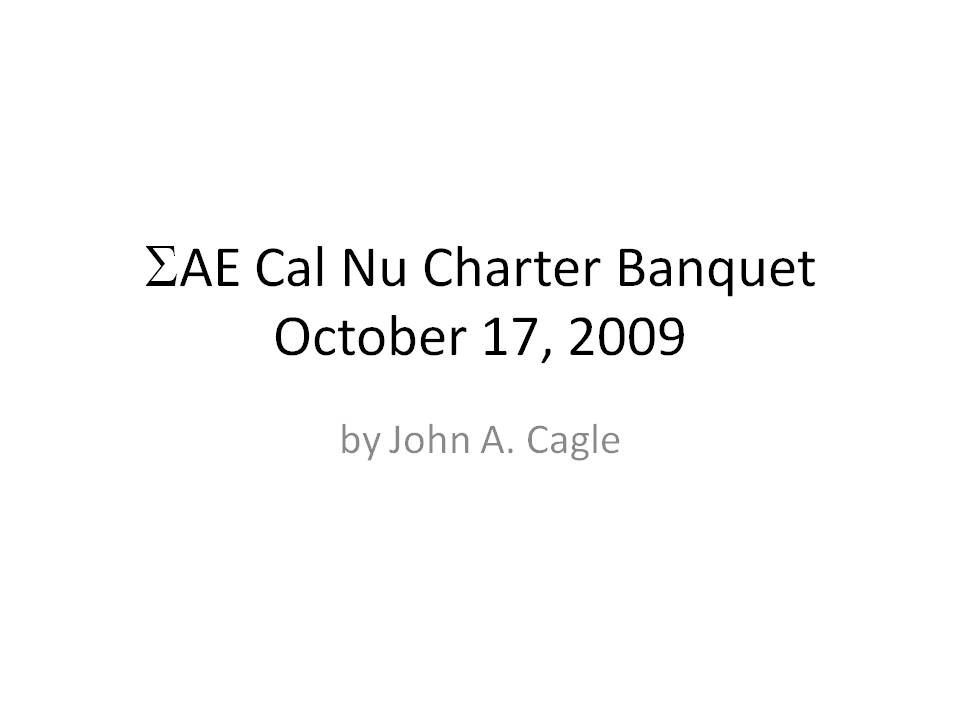 ΣAE Cal Nu Charter Banquet
October 17, 2009
by John A. Cagle